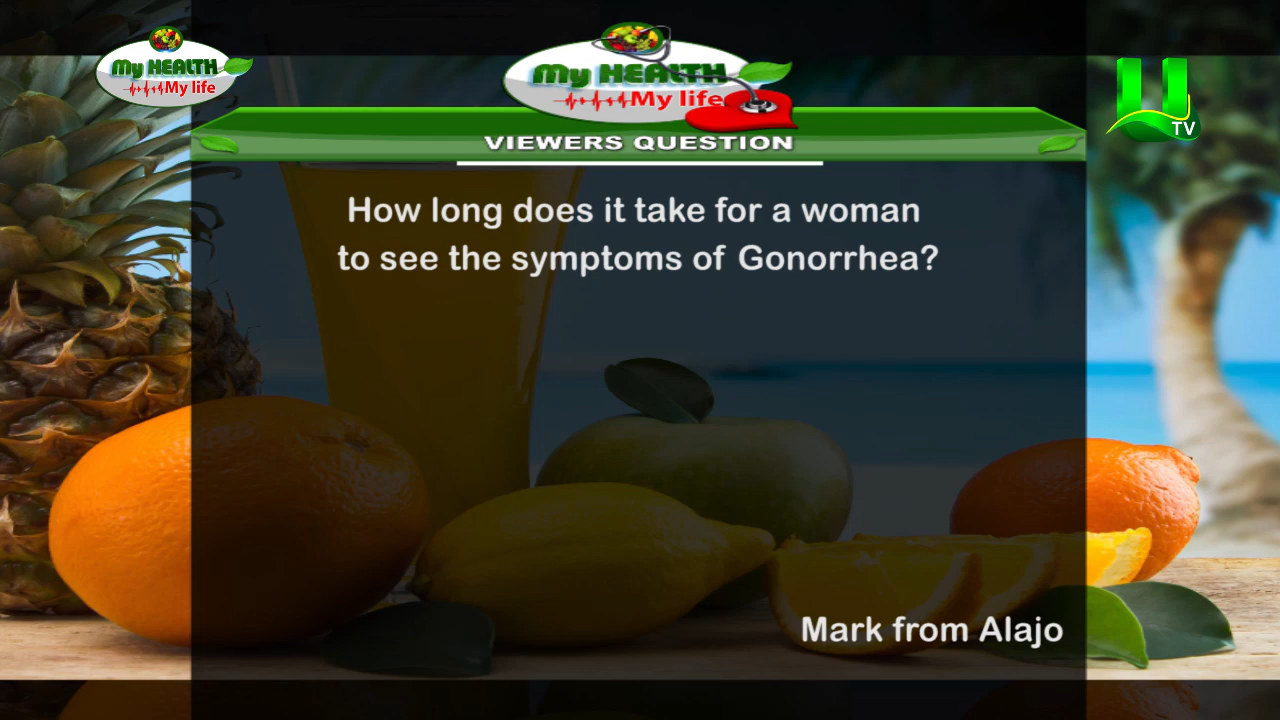 My HEALTH
My life
My HEALTH
My life
U
TV
VIEWERS QUESTION
How long does it take for a woman
to see the symptoms of Gonorrhea?
Mark from Alajo